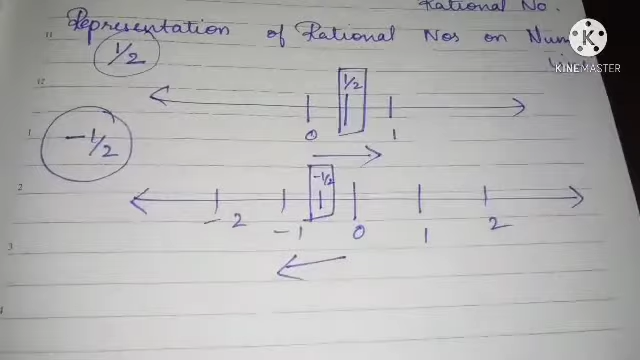 Rational No.
Representation of Rational Nos on Num
Line
1/2
1/2
0 1
-1/2
-1/2
-2 -1 0 1 2
K
KINEMASTER